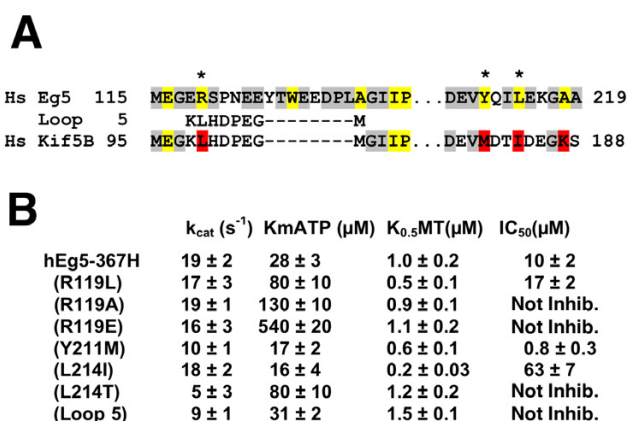 A
* * *
Hs Eg5 115 MEGERSPNEEYTWEEDPLAGIIP...DEVYQILEKGAA 219
Loop 5 KLHDPEG--------M
Hs Kif5B 95 MEGKLHDPEG--------MGIIP...DEVMDTIDEGKS 188
B
kcat (s⁻¹) KmATP (µM) K0.5MT(µM) IC50(µM)
hEg5-367H 19 ± 2 28 ± 3 1.0 ± 0.2 10 ± 2
(R119L) 17 ± 3 80 ± 10 0.5 ± 0.1 17 ± 2
(R119A) 19 ± 1 130 ± 10 0.9 ± 0.1 Not Inhib.
(R119E) 16 ± 3 540 ± 20 1.1 ± 0.2 Not Inhib.
(Y211M) 10 ± 1 17 ± 2 0.6 ± 0.1 0.8 ± 0.3
(L214I) 18 ± 2 16 ± 4 0.2 ± 0.03 63 ± 7
(L214T) 5 ± 3 80 ± 10 1.2 ± 0.2 Not Inhib.
(Loop 5) 9 ± 1 31 ± 2 1.5 ± 0.1 Not Inhib.